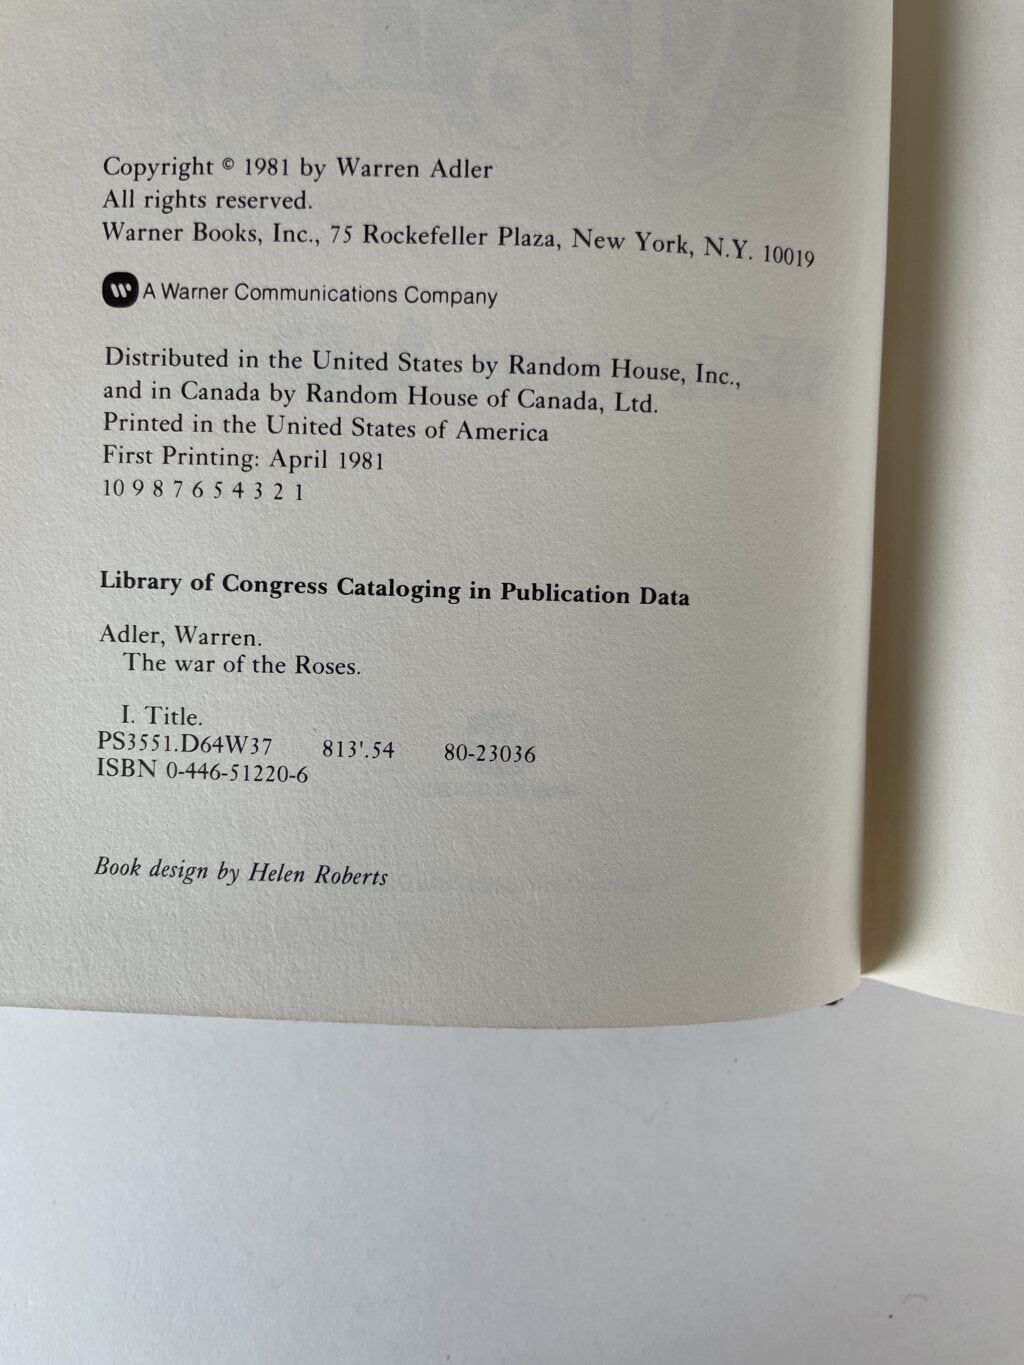 Copyright © 1981 by Warren Adler
All rights reserved.
Warner Books, Inc., 75 Rockefeller Plaza, New York, N.Y. 10019
A Warner Communications Company
Distributed in the United States by Random House, Inc.,
and in Canada by Random House of Canada, Ltd.
Printed in the United States of America
First Printing: April 1981
10 9 8 7 6 5 4 3 2 1
Library of Congress Cataloging in Publication Data
Adler, Warren.
The war of the Roses.
I. Title.
PS3551.D64W37 813'.54 80-23036
ISBN 0-446-51220-6
Book design by Helen Roberts